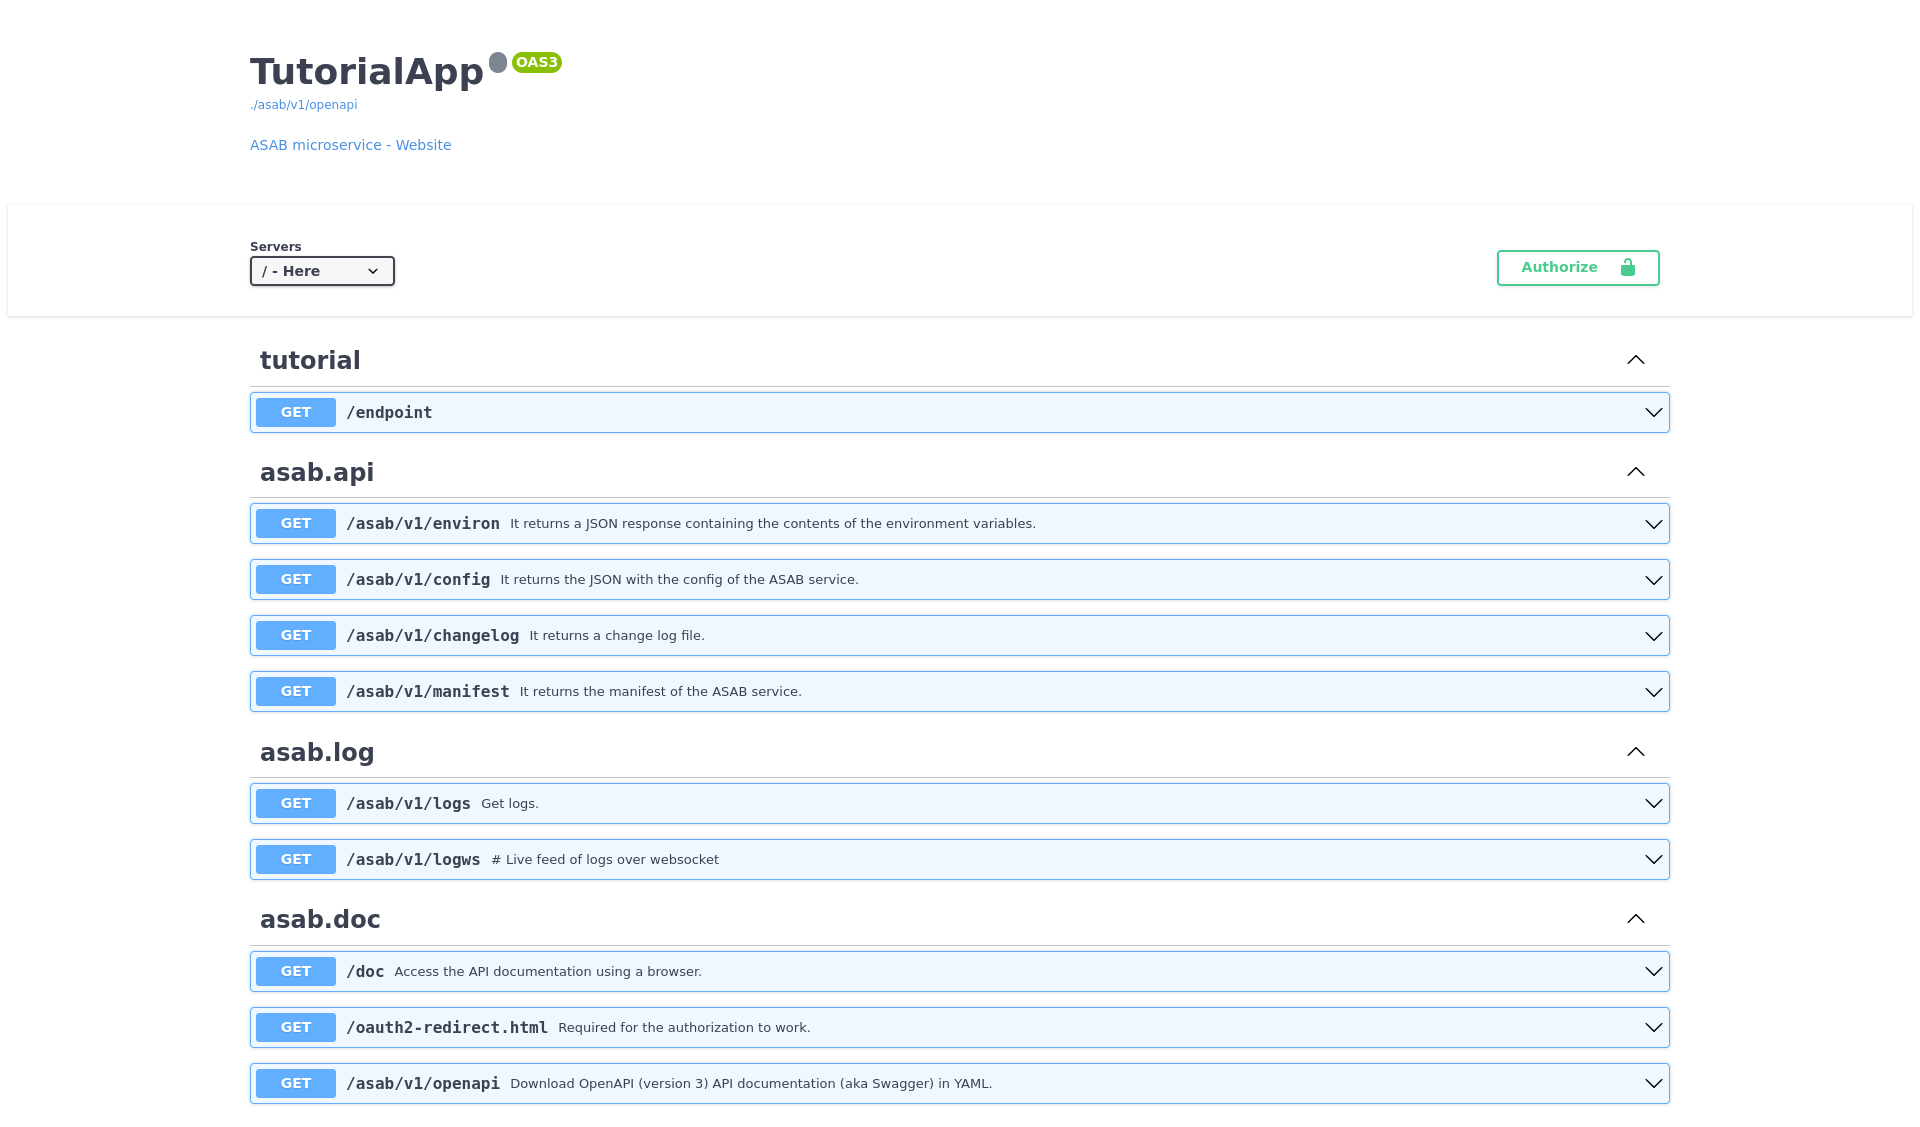 TutorialApp OAS3
./asab/v1/openapi
ASAB microservice - Website
Servers
/ - Here
Authorize
tutorial
GET /endpoint
asab.api
GET /asab/v1/environ It returns a JSON response containing the contents of the environment variables.
GET /asab/v1/config It returns the JSON with the config of the ASAB service.
GET /asab/v1/changelog It returns a change log file.
GET /asab/v1/manifest It returns the manifest of the ASAB service.
asab.log
GET /asab/v1/logs Get logs.
GET /asab/v1/logws # Live feed of logs over websocket
asab.doc
GET /doc Access the API documentation using a browser.
GET /oauth2-redirect.html Required for the authorization to work.
GET /asab/v1/openapi Download OpenAPI (version 3) API documentation (aka Swagger) in YAML.